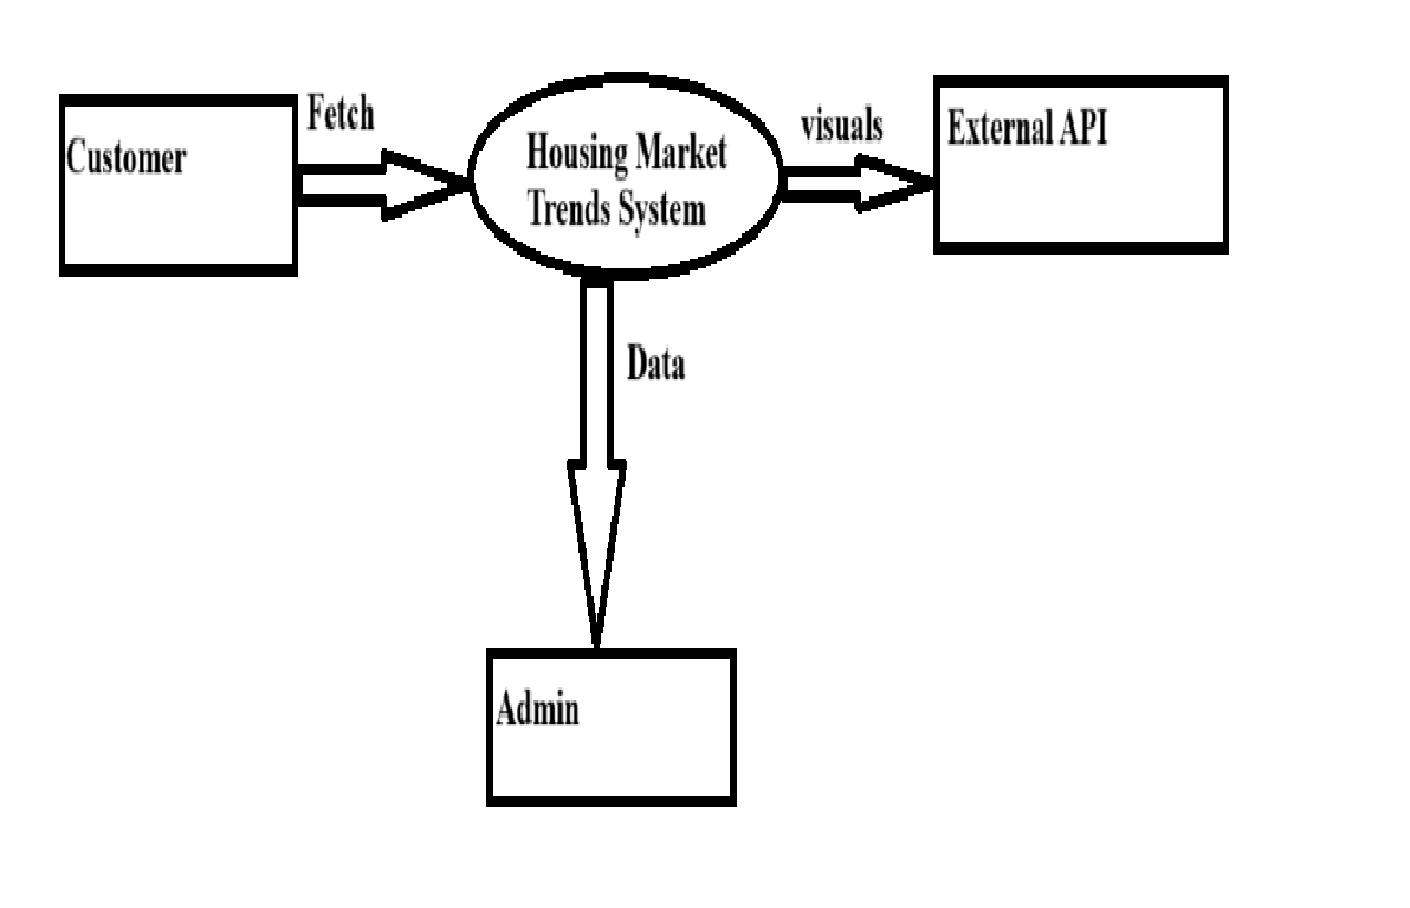 Customer
Fetch
Housing Market
Trends System
visuals
External API
Data
Admin